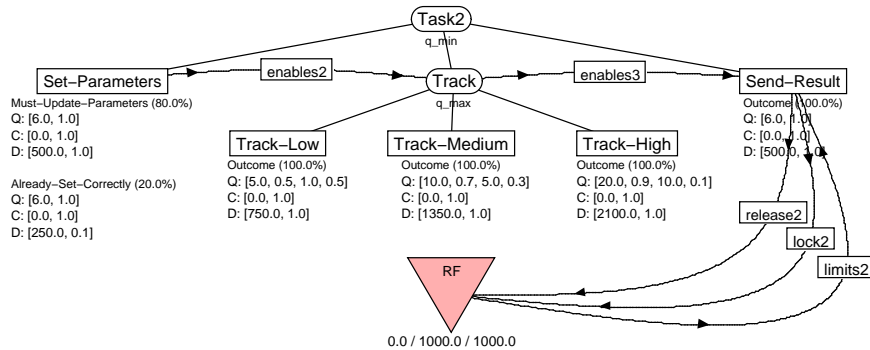 Task2
q_min
Set-Parameters
enables2
Track
q_max
enables3
Send-Result
Must-Update-Parameters (80.0%)
Q: [6.0, 1.0]
C: [0.0, 1.0]
D: [500.0, 1.0]
Already-Set-Correctly (20.0%)
Q: [6.0, 1.0]
C: [0.0, 1.0]
D: [250.0, 0.1]
Track-Low
Outcome (100.0%)
Q: [5.0, 0.5, 1.0, 0.5]
C: [0.0, 1.0]
D: [750.0, 1.0]
Track-Medium
Outcome (100.0%)
Q: [10.0, 0.7, 5.0, 0.3]
C: [0.0, 1.0]
D: [1350.0, 1.0]
Track-High
Outcome (100.0%)
Q: [20.0, 0.9, 10.0, 0.1]
C: [0.0, 1.0]
D: [2100.0, 1.0]
Outcome (100.0%)
Q: [6.0, 1.0]
C: [0.0, 1.0]
D: [500.0, 1.0]
release2
lock2
limits2
RF
0.0 / 1000.0 / 1000.0